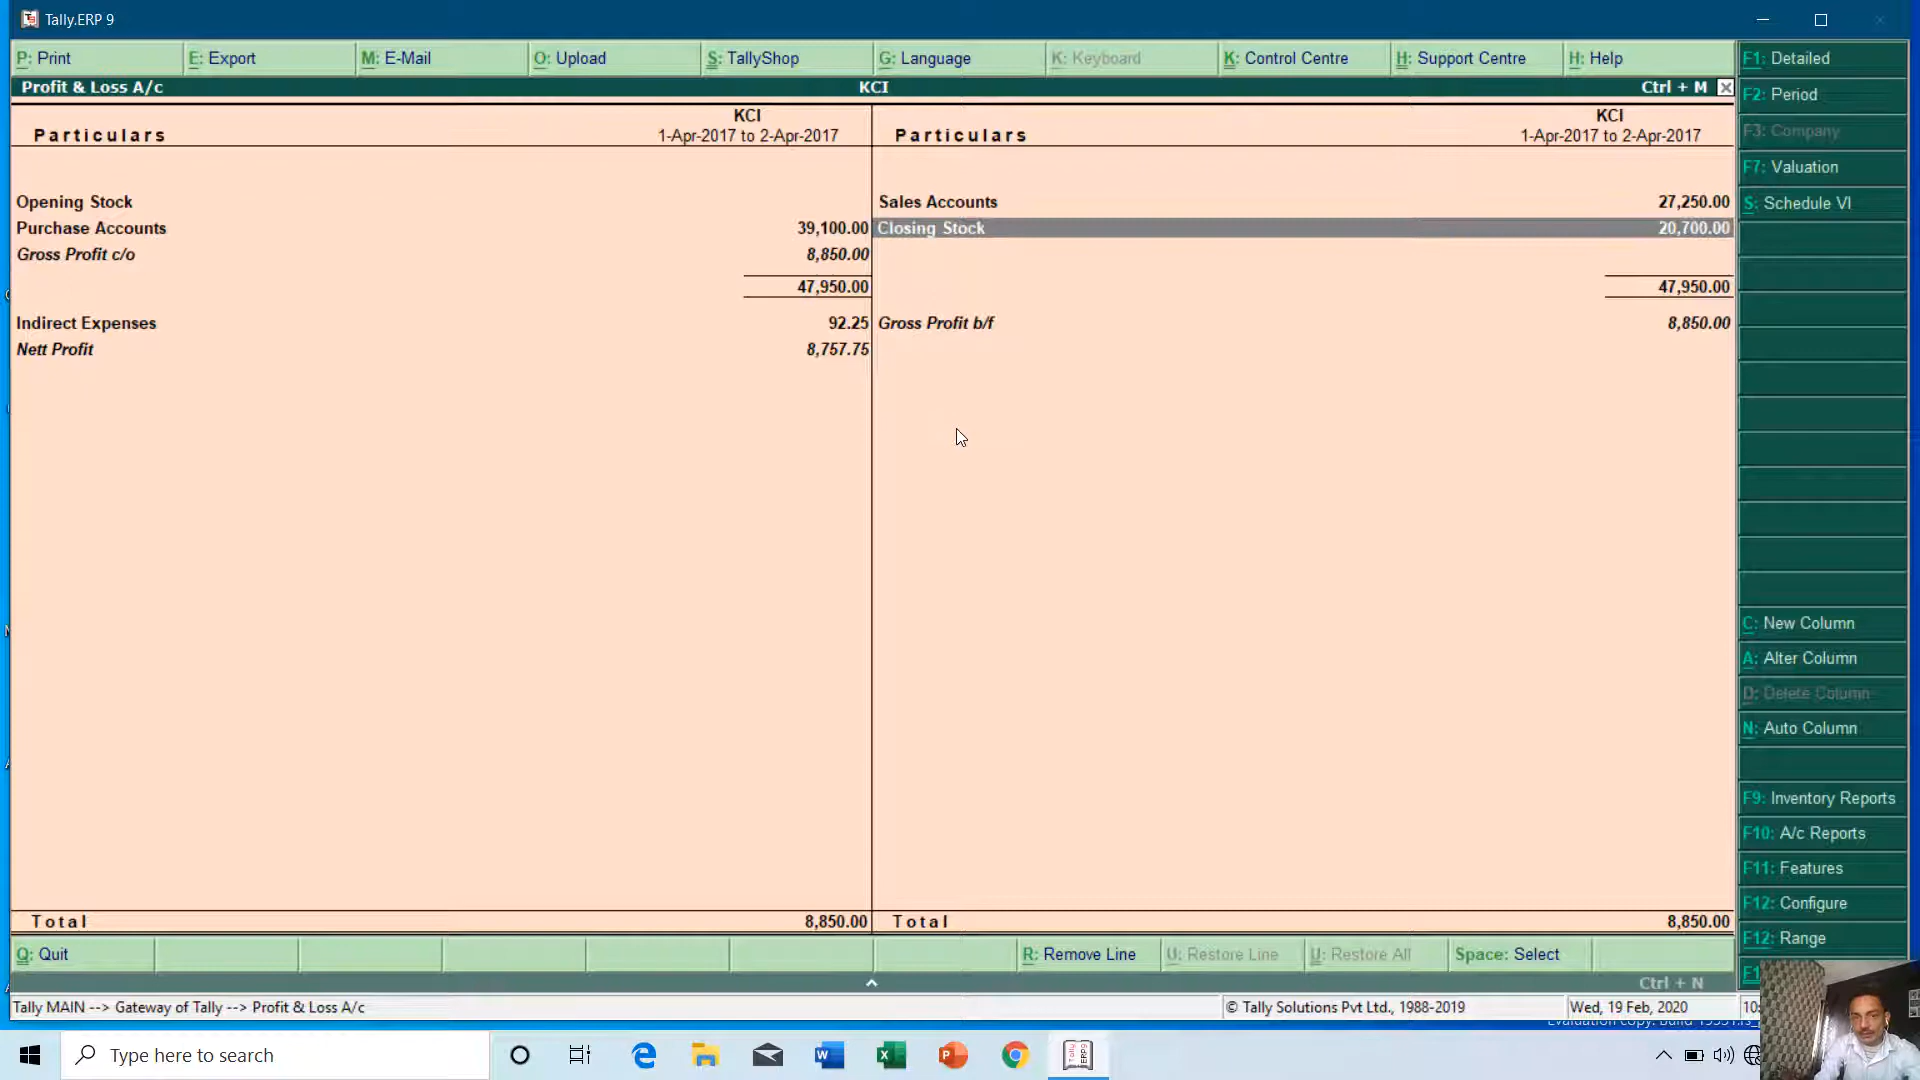 Tally.ERP 9
P: Print E: Export M: E-Mail O: Upload S: TallyShop G: Language K: Keyboard K: Control Centre H: Support Centre H: Help
Profit & Loss A/c KCI Ctrl + M
Particulars KCI 1-Apr-2017 to 2-Apr-2017 Particulars KCI 1-Apr-2017 to 2-Apr-2017
Opening Stock Sales Accounts 27,250.00
Purchase Accounts 39,100.00 Closing Stock 20,700.00
Gross Profit c/o 8,850.00
47,950.00 47,950.00
Indirect Expenses 92.25 Gross Profit b/f 8,850.00
Nett Profit 8,757.75
Total 8,850.00 Total 8,850.00
Q: Quit R: Remove Line U: Restore Line U: Restore All Space: Select
Ctrl + N
Tally MAIN --> Gateway of Tally --> Profit & Loss A/c © Tally Solutions Pvt Ltd., 1988-2019 Wed, 19 Feb, 2020
F1: Detailed
F2: Period
F3: Company
F7: Valuation
S: Schedule VI
C: New Column
A: Alter Column
D: Delete Column
N: Auto Column
F9: Inventory Reports
F10: A/c Reports
F11: Features
F12: Configure
F12: Range
Type here to search